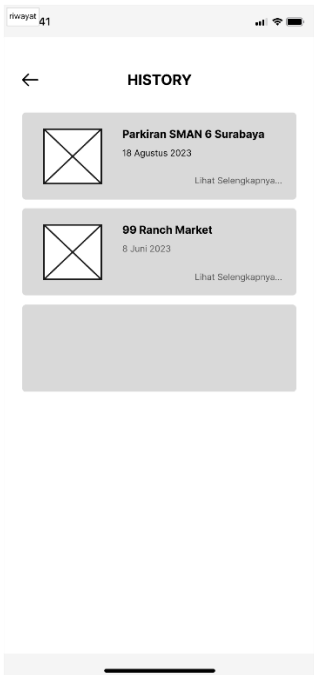 riwayat
41
HISTORY
Parkiran SMAN 6 Surabaya
18 Agustus 2023
Lihat Selengkapnya...
99 Ranch Market
8 Juni 2023
Lihat Selengkapnya...